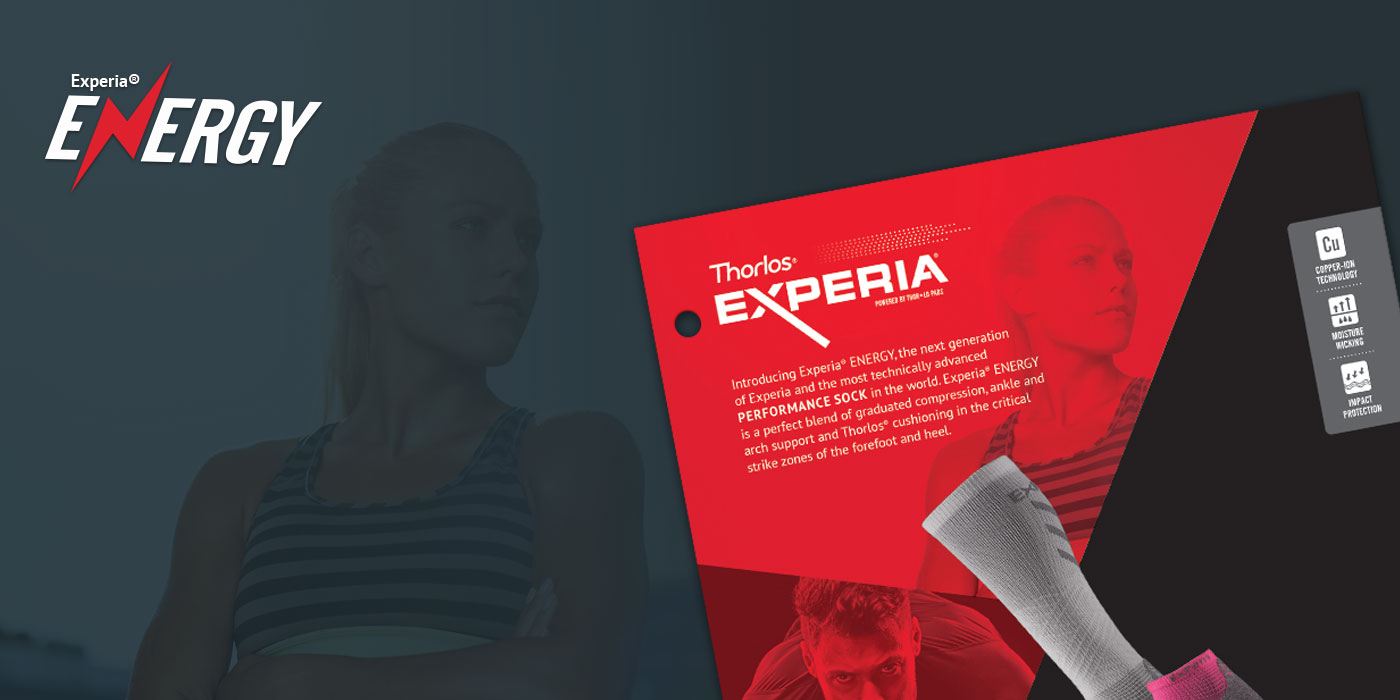 Experia®
ENERGY
Thorlos®
EXPERIA®
POWERED BY THOR•LO PADS
Introducing Experia® ENERGY, the next generation
of Experia and the most technically advanced
PERFORMANCE SOCK in the world. Experia® ENERGY
is a perfect blend of graduated compression, ankle and
arch support and Thorlos® cushioning in the critical
strike zones of the forefoot and heel.
Cu
COPPER-ION
TECHNOLOGY
MOISTURE
WICKING
IMPACT
PROTECTION